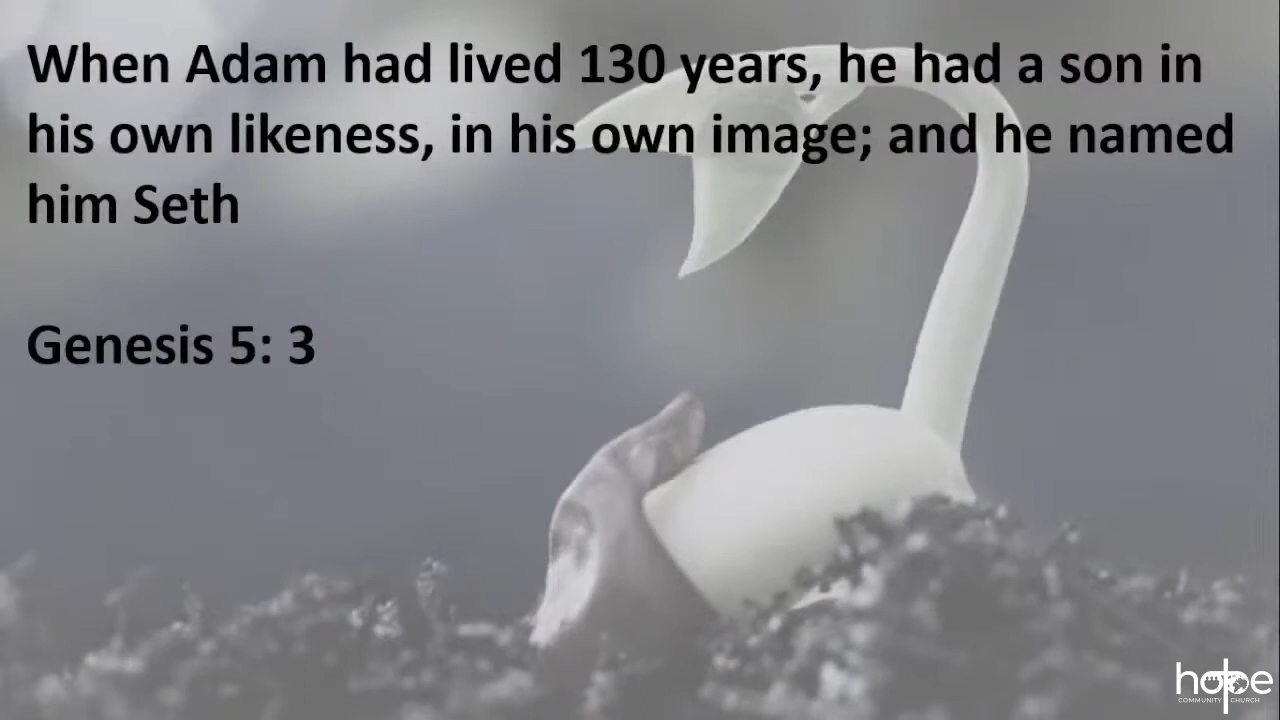 When Adam had lived 130 years, he had a son in
his own likeness, in his own image; and he named
him Seth
Genesis 5: 3
hope
COMMUNITY CHURCH